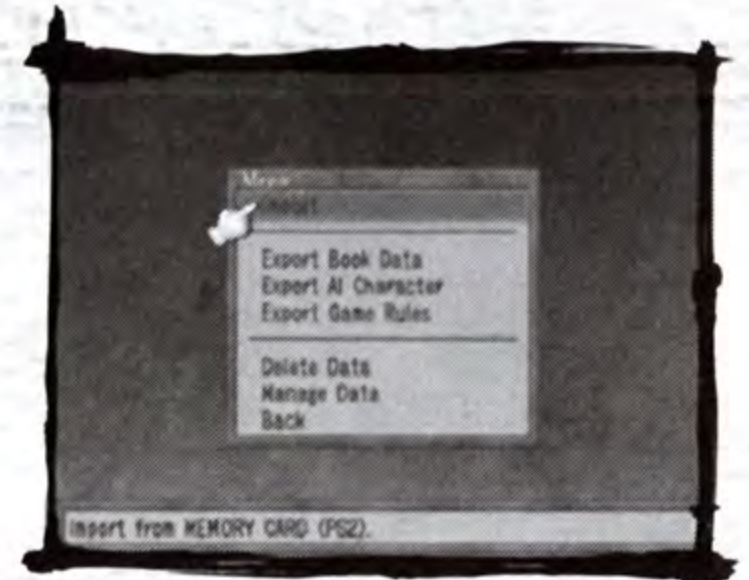 Menu
Import
Export Book Data
Export AI Character
Export Game Rules
Delete Data
Manage Data
Back
Import from MEMORY CARD (PS2).